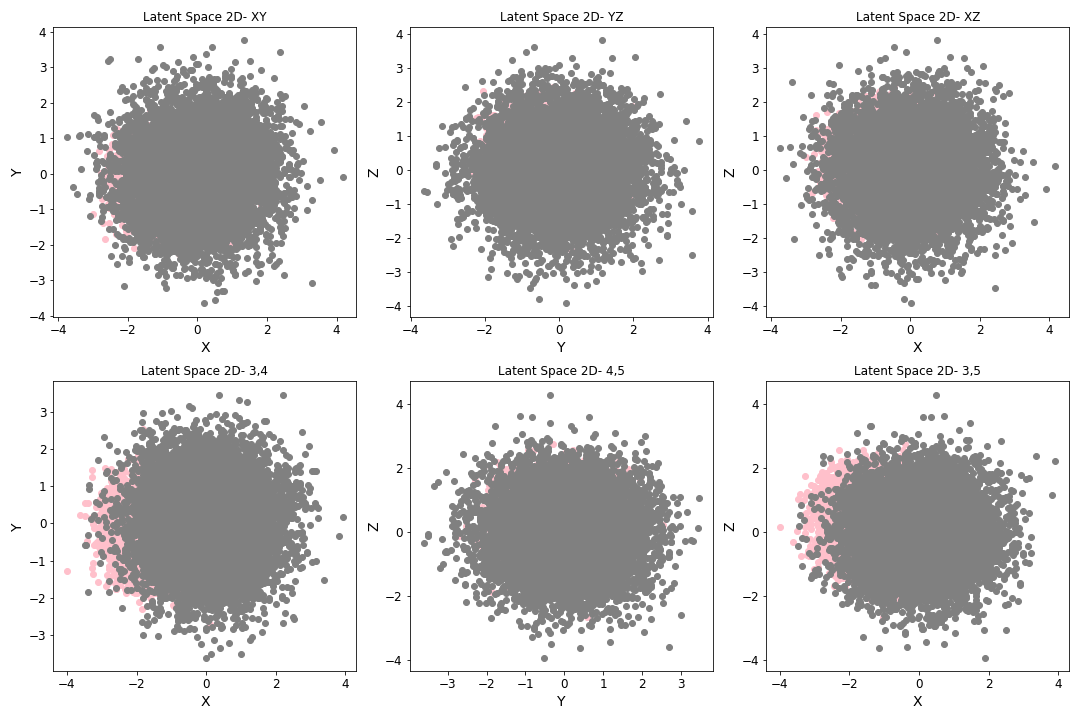 Latent Space 2D- XY
4
3
2
1
0
−1
−2
−3
−4
Y
−4 −2 0 2 4
X
Latent Space 2D- YZ
4
3
2
1
0
−1
−2
−3
−4
Z
−4 −2 0 2 4
Y
Latent Space 2D- XZ
4
3
2
1
0
−1
−2
−3
−4
Z
−4 −2 0 2 4
X
Latent Space 2D- 3,4
3
2
1
0
−1
−2
−3
Y
−4 −2 0 2 4
X
Latent Space 2D- 4,5
4
2
0
−2
−4
Z
−3 −2 −1 0 1 2 3
Y
Latent Space 2D- 3,5
4
2
0
−2
−4
Z
−4 −2 0 2 4
X